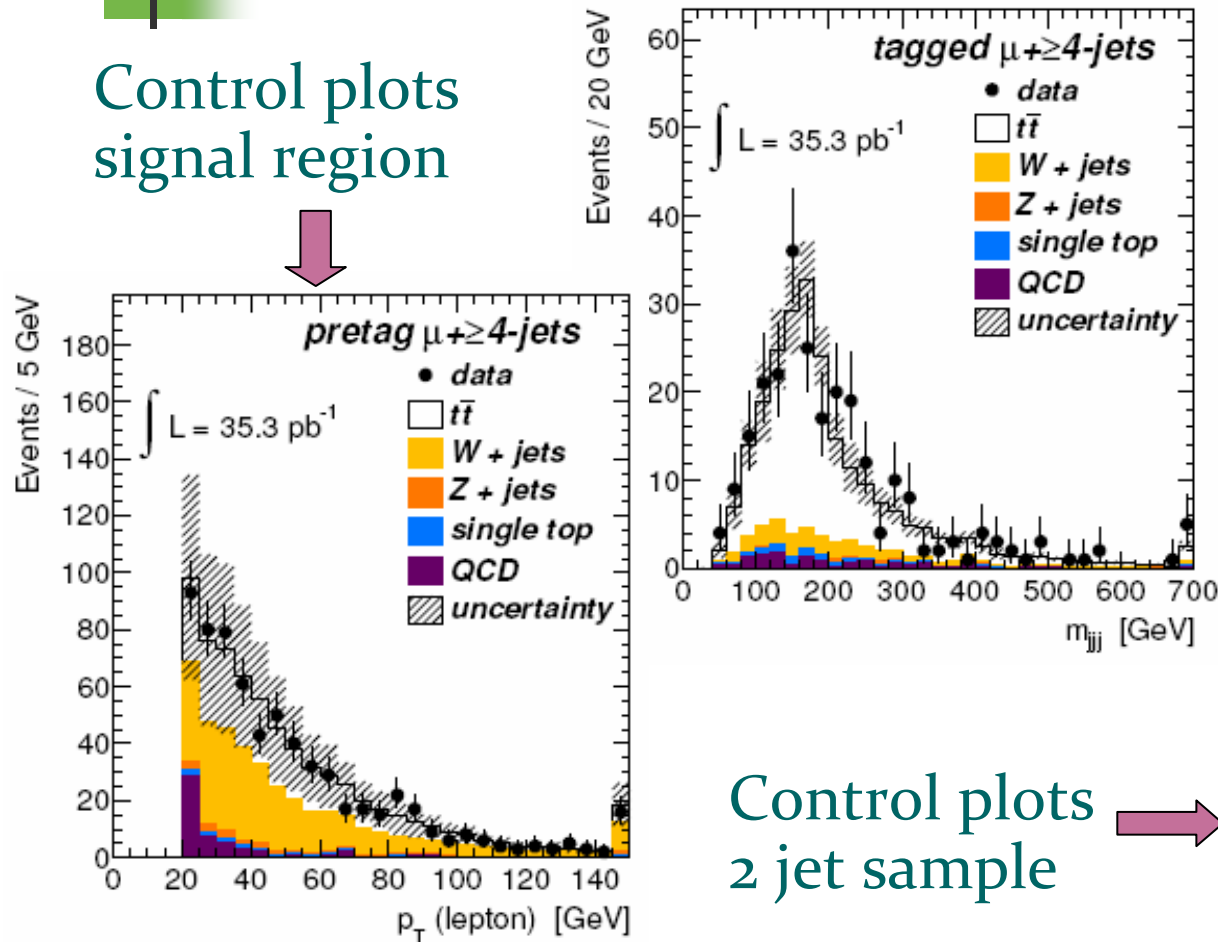 Control plots
signal region
Events / 5 GeV
180
160
140
120
100
80
60
40
20
0
pretag μ+≥4-jets
data
∫ L = 35.3 pb⁻¹
tt̄
W + jets
Z + jets
single top
QCD
uncertainty
0 20 40 60 80 100 120 140
p_T (lepton) [GeV]
Events / 20 GeV
60
50
40
30
20
10
0
tagged μ+≥4-jets
data
∫ L = 35.3 pb⁻¹
tt̄
W + jets
Z + jets
single top
QCD
uncertainty
0 100 200 300 400 500 600 700
m_jjj [GeV]
Control plots
2 jet sample